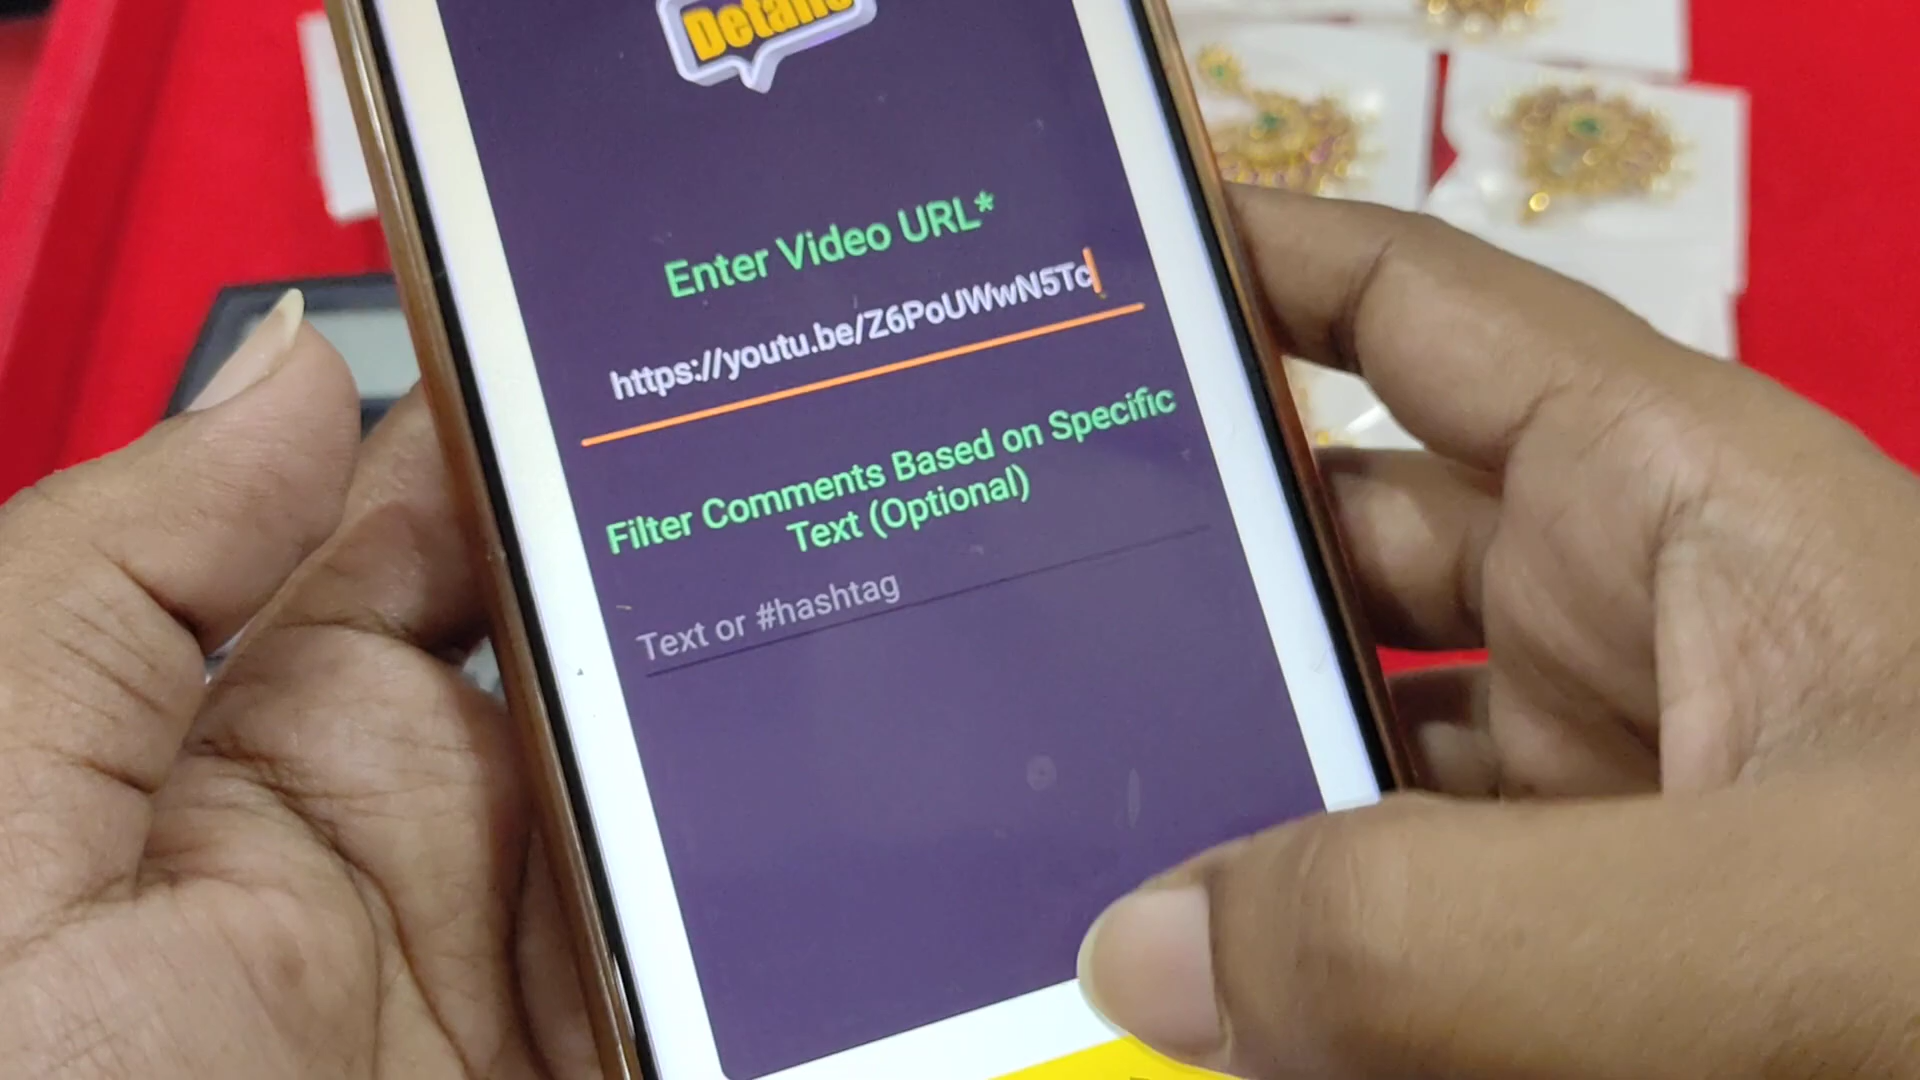 Details
Enter Video URL*
https://youtu.be/Z6PoUWwN5Tc
Filter Comments Based on Specific
Text (Optional)
Text or #hashtag